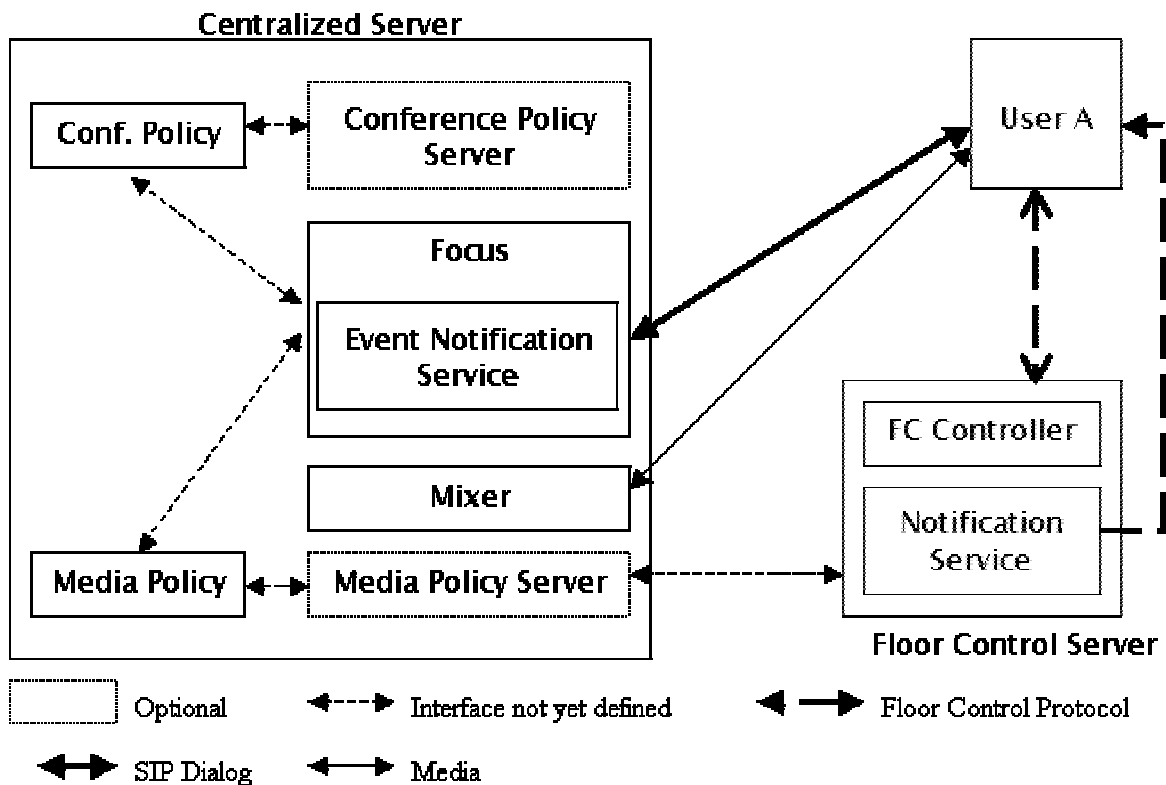 Centralized Server
Conf. Policy
Conference Policy
Server
User A
Focus
Event Notification
Service
FC Controller
Mixer
Notification
Service
Media Policy
Media Policy Server
Floor Control Server
Optional
Interface not yet defined
Floor Control Protocol
SIP Dialog
Media